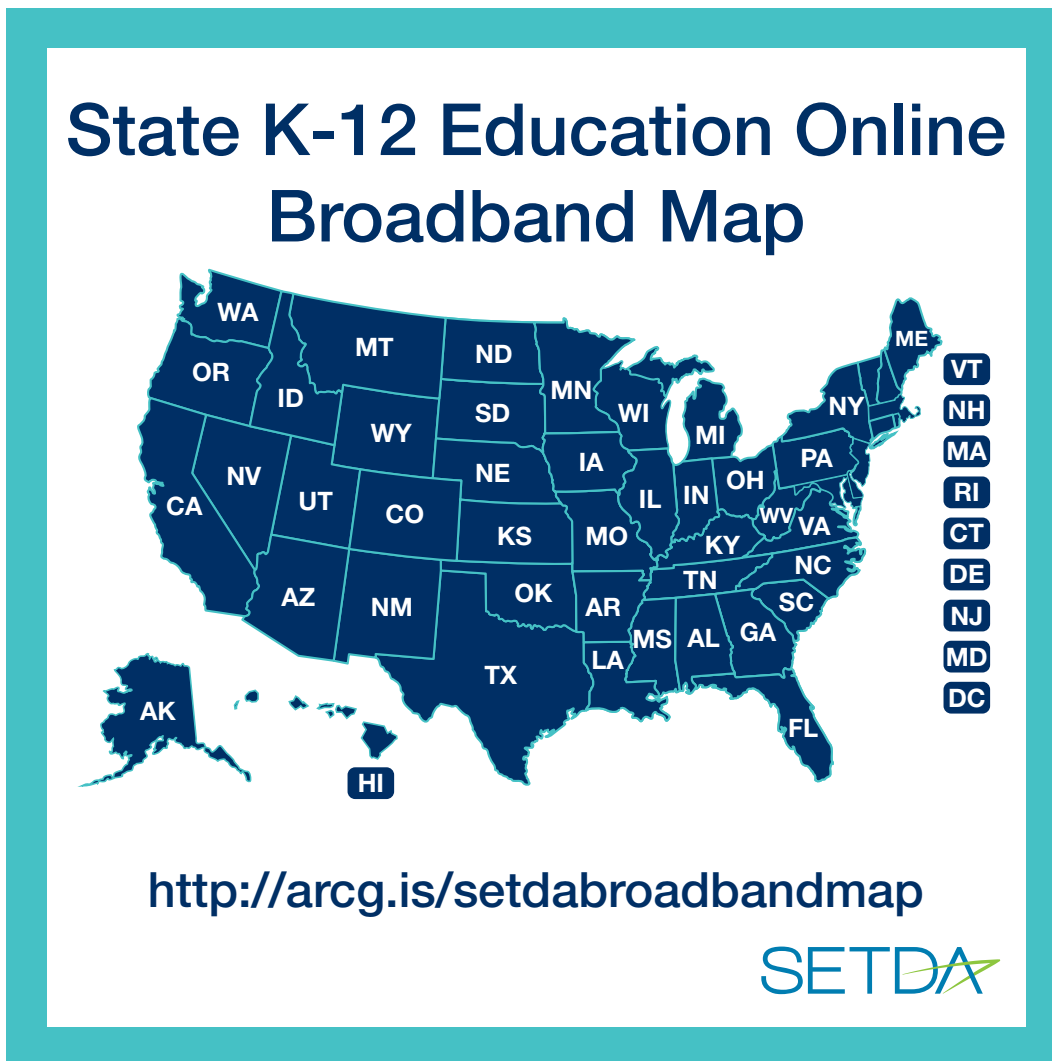 State K-12 Education Online
Broadband Map
WA
MT
ND
ME
OR
ID
MN
VT
WY
SD
WI
MI
NY
NH
NV
NE
IA
PA
MA
CA
UT
CO
IL
IN
OH
RI
KS
MO
WV
VA
CT
KY
AZ
NM
OK
AR
TN
NC
DE
SC
NJ
TX
LA
MS
AL
GA
MD
AK
FL
DC
HI
http://arcg.is/setdabroadbandmap
SETDA